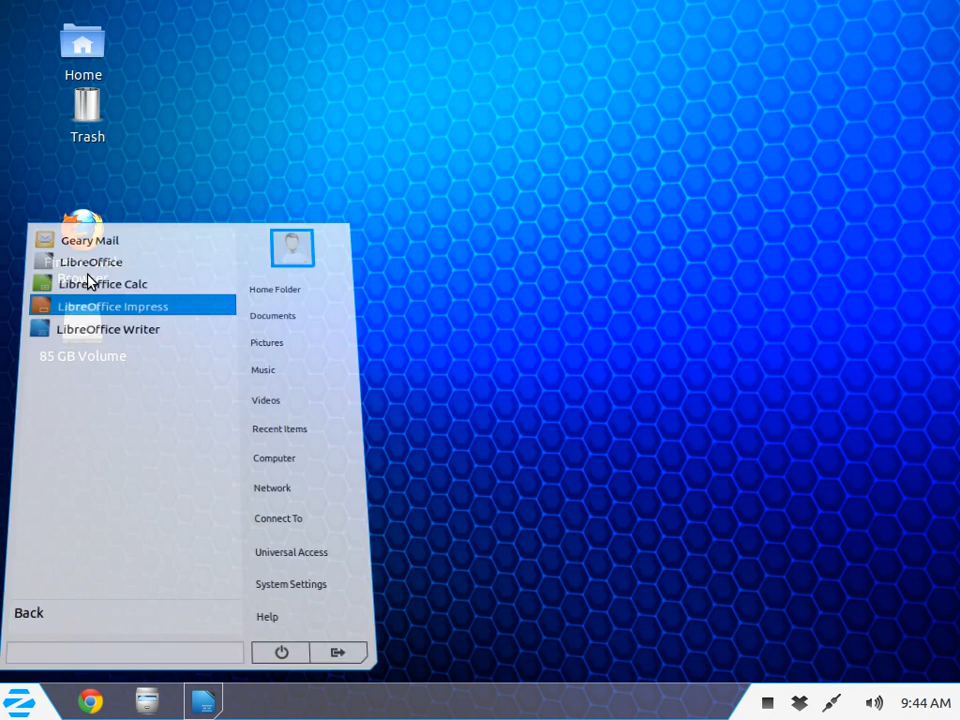 Home
Trash
Geary Mail
LibreOffice
LibreOffice Calc
LibreOffice Impress
LibreOffice Writer
85 GB Volume
Back
Home Folder
Documents
Pictures
Music
Videos
Recent Items
Computer
Network
Connect To
Universal Access
System Settings
Help
9:44 AM